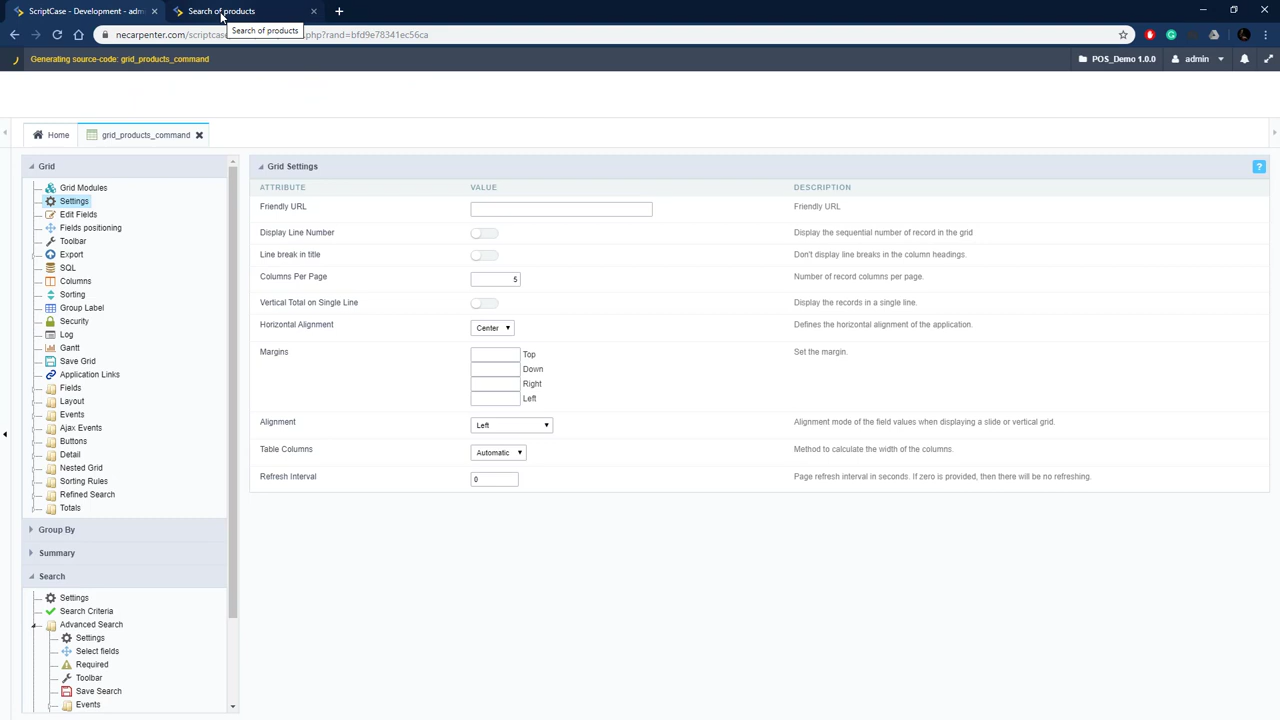 ScriptCase - Development - adm
Search of products
necarpenter.com/scriptcas
php?rand=bfd9e78341ec56ca
Search of products
Generating source-code: grid_products_command
POS_Demo 1.0.0
admin
Home
grid_products_command
Grid
Grid Modules
Settings
Edit Fields
Fields positioning
Toolbar
Export
SQL
Columns
Sorting
Group Label
Security
Log
Gantt
Save Grid
Application Links
Fields
Layout
Events
Ajax Events
Buttons
Detail
Nested Grid
Sorting Rules
Refined Search
Totals
Group By
Summary
Search
Settings
Search Criteria
Advanced Search
Settings
Select fields
Required
Toolbar
Save Search
Events
Grid Settings
?
ATTRIBUTE VALUE DESCRIPTION
Friendly URL Friendly URL
Display Line Number Display the sequential number of record in the grid
Line break in title Don't display line breaks in the column headings.
Columns Per Page 5 Number of record columns per page.
Vertical Total on Single Line Display the records in a single line.
Horizontal Alignment Center Defines the horizontal alignment of the application.
Margins Top Set the margin.
Down
Right
Left
Alignment Left Alignment mode of the field values when displaying a slide or vertical grid.
Table Columns Automatic Method to calculate the width of the columns.
Refresh Interval 0 Page refresh interval in seconds. If zero is provided, then there will be no refreshing.